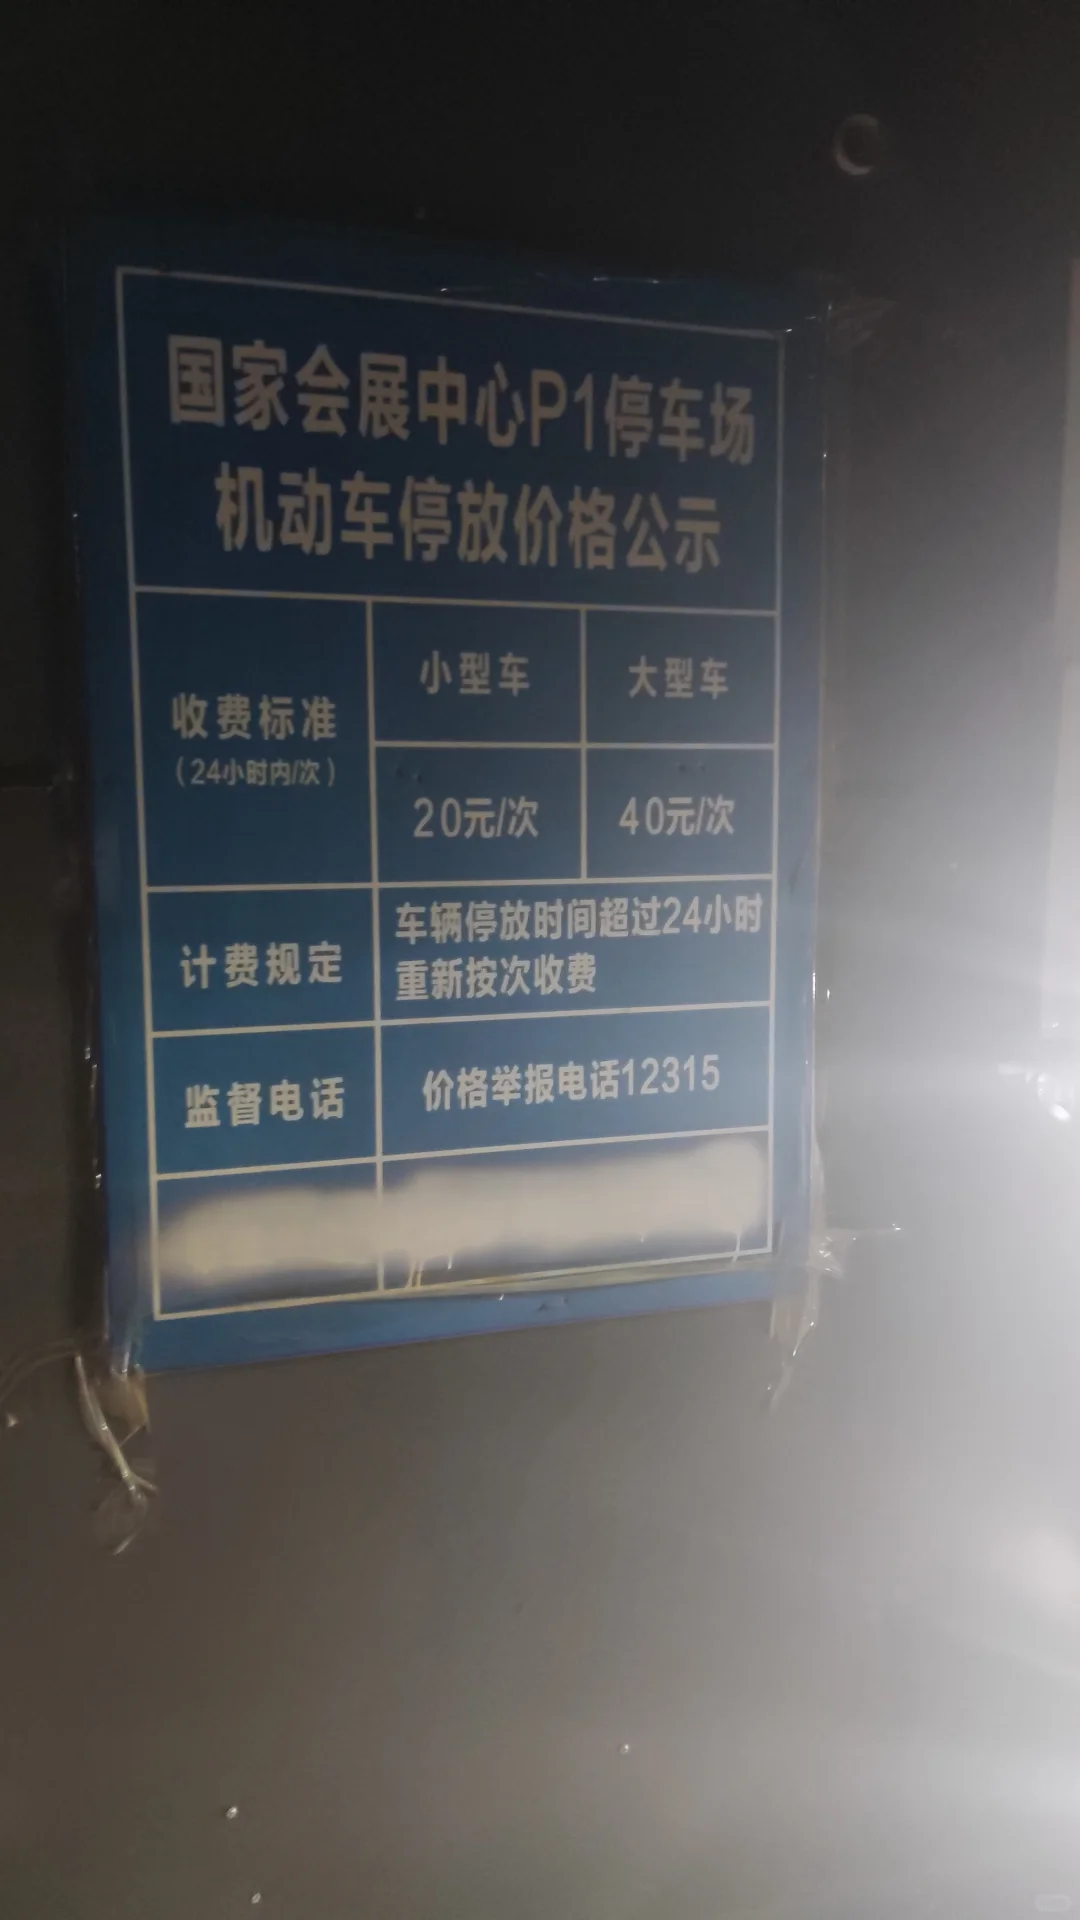 国家会展中心P1停车场
机动车停放价格公示
收费标准
（24小时内/次）
小型车
大型车
20元/次
40元/次
计费规定
车辆停放时间超过24小时
重新按次收费
监督电话
价格举报电话12315